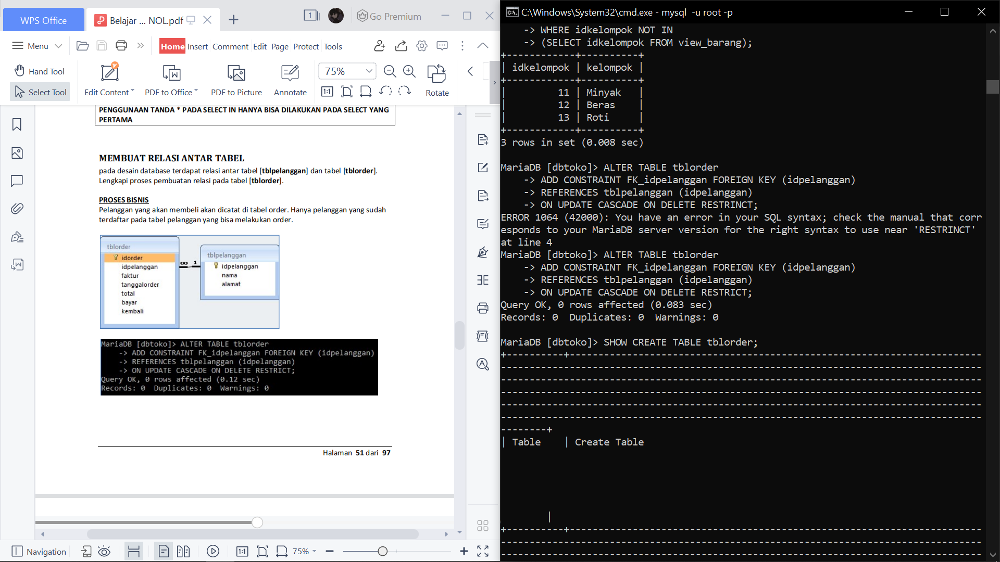 WPS Office
Belajar ... NOL.pdf
1
Go Premium
Menu
Home Insert Comment Edit Page Protect Tools
Hand Tool
Select Tool
Edit Content
PDF to Office
PDF to Picture
Annotate
75%
1:1
Rotate
PENGGUNAAN TANDA * PADA SELECT IN HANYA BISA DILAKUKAN PADA SELECT YANG
PERTAMA
MEMBUAT RELASI ANTAR TABEL
pada desain database terdapat relasi antar tabel [tblpelanggan] dan tabel [tblorder].
Lengkapi proses pembuatan relasi pada tabel [tblorder].
PROSES BISNIS
Pelanggan yang akan membeli akan dicatat di tabel order. Hanya pelanggan yang sudah
terdaftar pada tabel pelanggan yang bisa melakukan order.
tblorder
idorder
idpelanggan
faktur
tanggalorder
total
bayar
kembali
∞ 1
tblpelanggan
idpelanggan
nama
alamat
MariaDB [dbtoko]> ALTER TABLE tblorder
-> ADD CONSTRAINT FK_idpelanggan FOREIGN KEY (idpelanggan)
-> REFERENCES tblpelanggan (idpelanggan)
-> ON UPDATE CASCADE ON DELETE RESTRICT;
Query OK, 0 rows affected (0.12 sec)
Records: 0  Duplicates: 0  Warnings: 0
Halaman 51 dari 97
Navigation
1:1
75%
C:\Windows\System32\cmd.exe - mysql  -u root -p
-> WHERE idkelompok NOT IN
-> (SELECT idkelompok FROM view_barang);
+------------+----------+
| idkelompok | kelompok |
+------------+----------+
|         11 | Minyak   |
|         12 | Beras    |
|         13 | Roti     |
+------------+----------+
3 rows in set (0.008 sec)
MariaDB [dbtoko]> ALTER TABLE tblorder
-> ADD CONSTRAINT FK_idpelanggan FOREIGN KEY (idpelanggan)
-> REFERENCES tblpelanggan (idpelanggan)
-> ON UPDATE CASCADE ON DELETE RESTRINCT;
ERROR 1064 (42000): You have an error in your SQL syntax; check the manual that corr
esponds to your MariaDB server version for the right syntax to use near 'RESTRINCT'
at line 4
MariaDB [dbtoko]> ALTER TABLE tblorder
-> ADD CONSTRAINT FK_idpelanggan FOREIGN KEY (idpelanggan)
-> REFERENCES tblpelanggan (idpelanggan)
-> ON UPDATE CASCADE ON DELETE RESTRICT;
Query OK, 0 rows affected (0.083 sec)
Records: 0  Duplicates: 0  Warnings: 0
MariaDB [dbtoko]> SHOW CREATE TABLE tblorder;
| Table    | Create Table